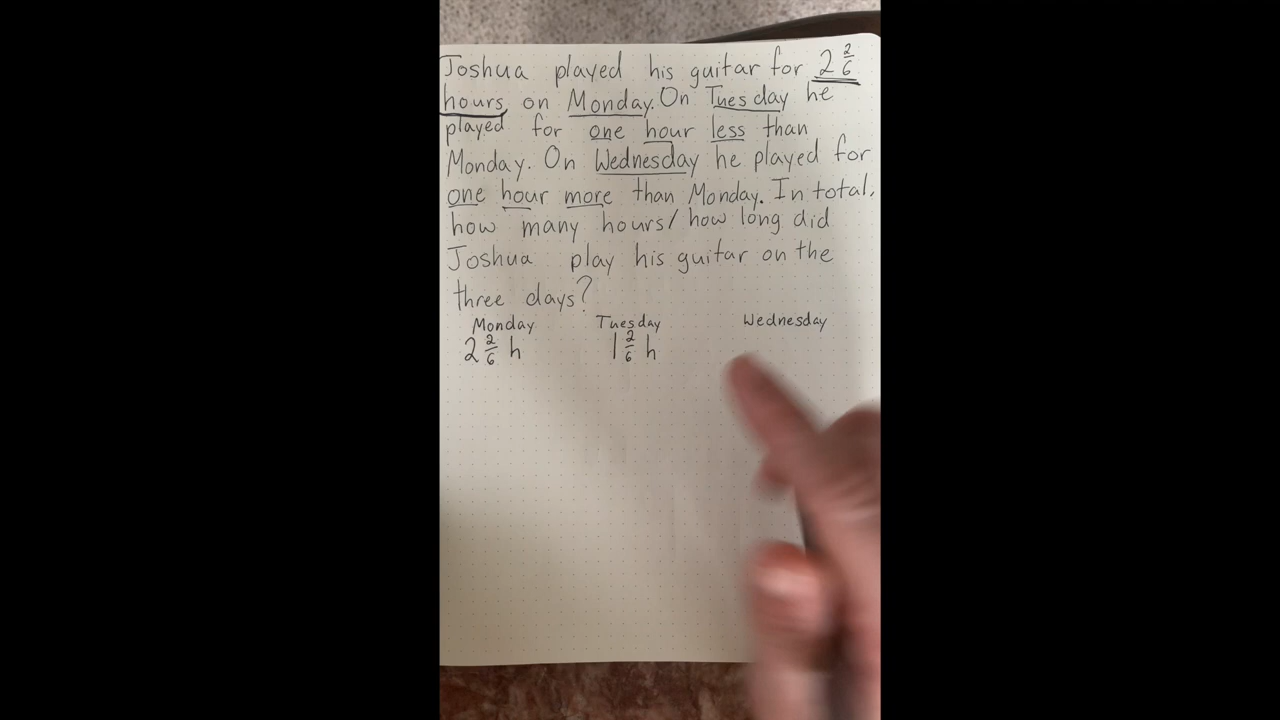 Joshua played his guitar for 2 2/6
hours on Monday. On Tuesday he
played for one hour less than
Monday. On Wednesday he played for
one hour more than Monday. In total,
how many hours/how long did
Joshua play his guitar on the
three days?
Monday Tuesday Wednesday
2 2/6 h 1 2/6 h